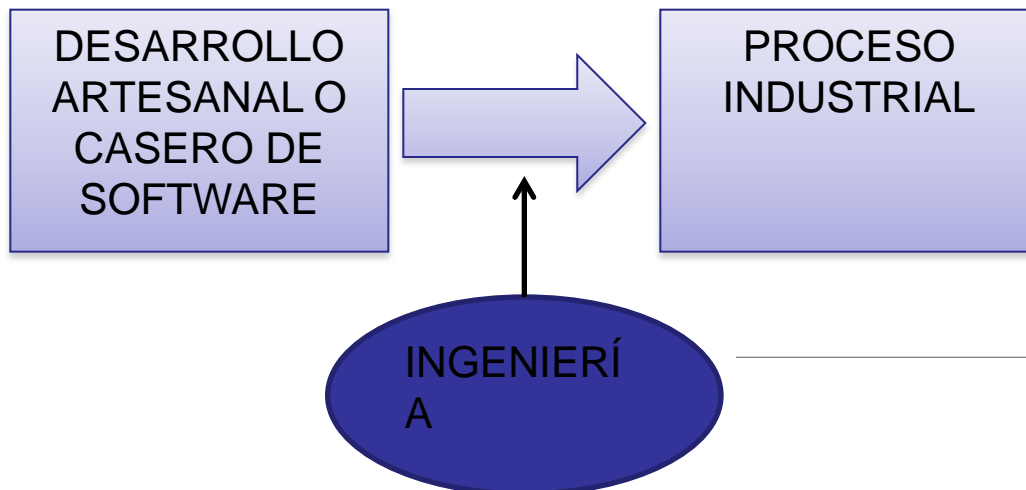 DESARROLLO
ARTESANAL O
CASERO DE
SOFTWARE
PROCESO
INDUSTRIAL
INGENIERÍ
A